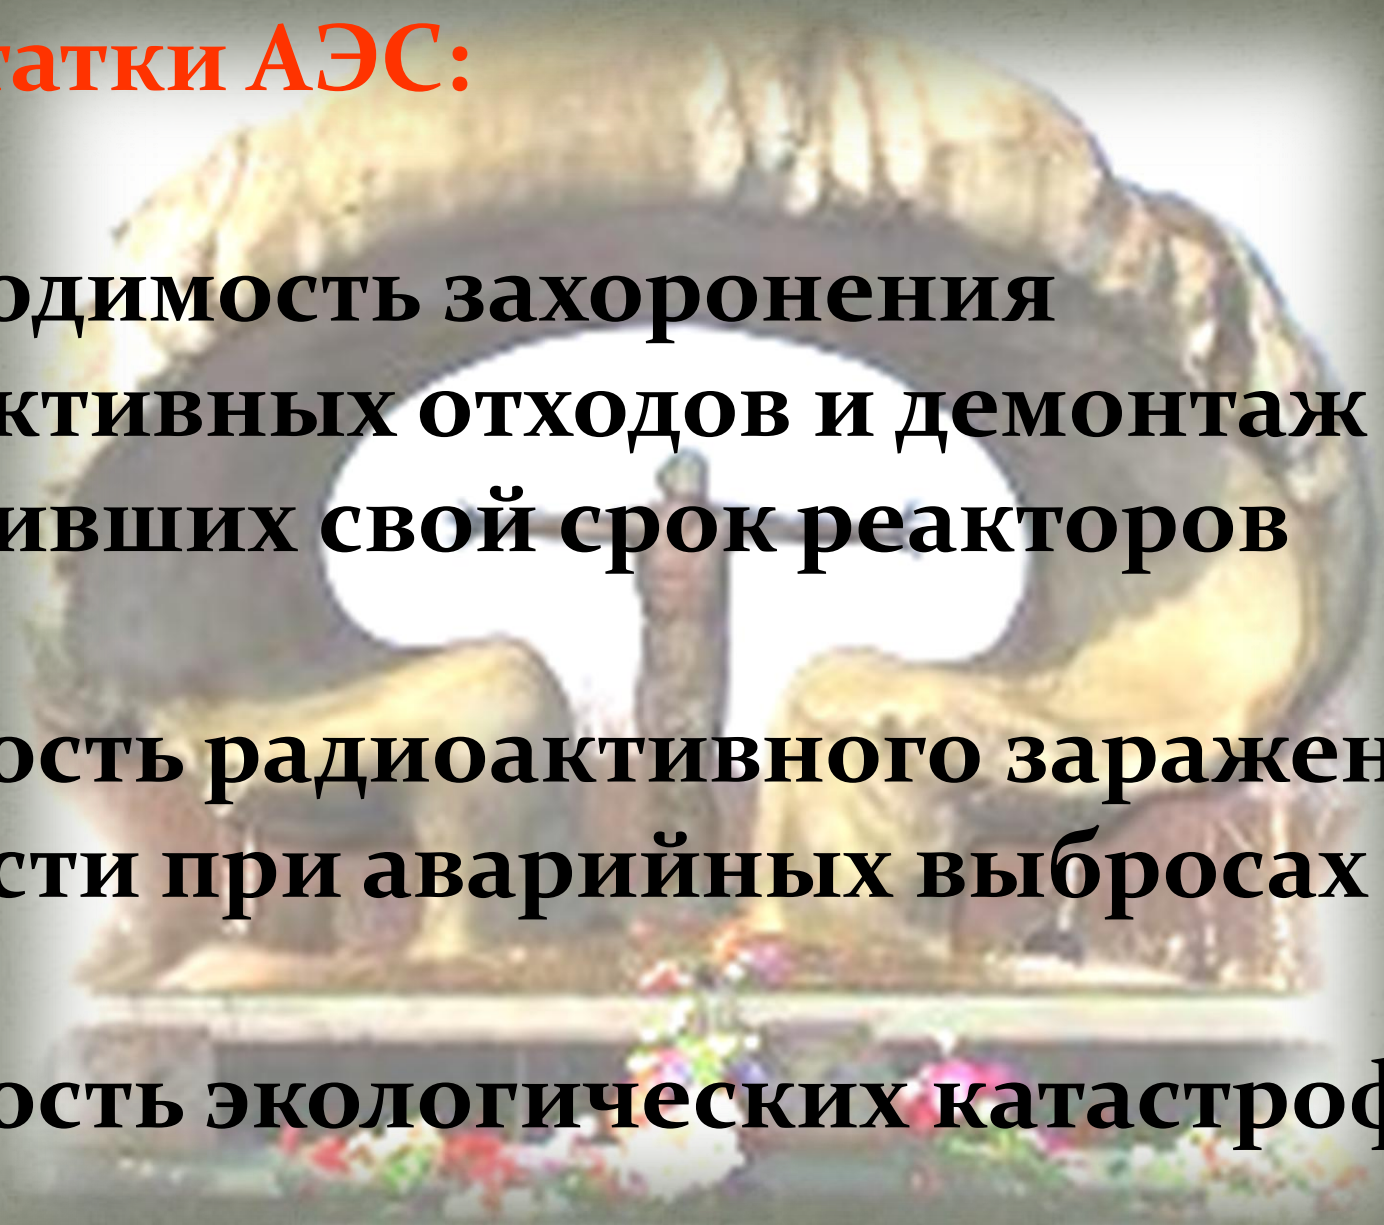 татки АЭС:
одимость захоронения
ктивных отходов и демонтаж
ивших свой срок реакторов
ость радиоактивного заражен
сти при аварийных выбросах
ость экологических катастроф